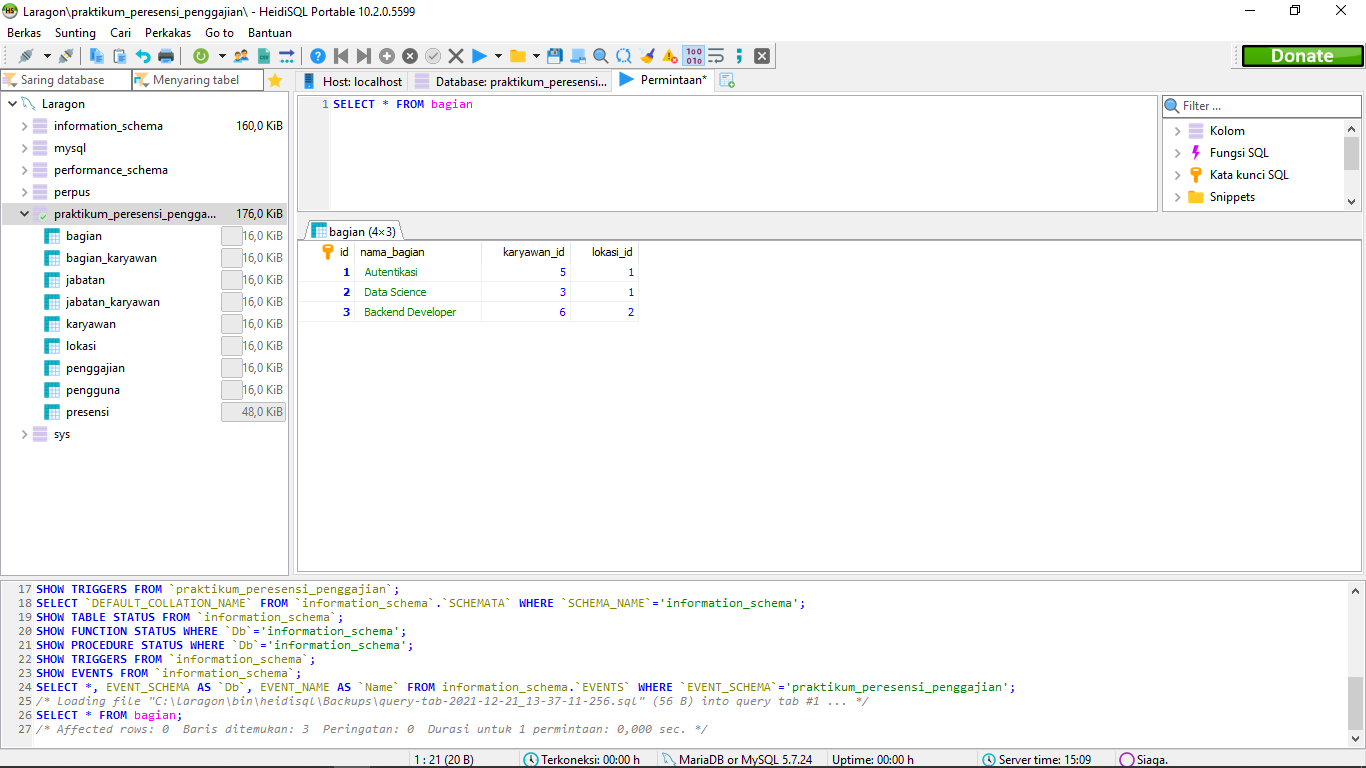 Laragon\praktikum_peresensi_penggajian\ - HeidiSQL Portable 10.2.0.5599
Berkas Sunting Cari Perkakas Go to Bantuan
Donate
Saring database Menyaring tabel
Host: localhost Database: praktikum_peresensi... Permintaan*
Laragon
information_schema 160,0 KiB
mysql
performance_schema
perpus
praktikum_peresensi_pengga... 176,0 KiB
bagian 16,0 KiB
bagian_karyawan 16,0 KiB
jabatan 16,0 KiB
jabatan_karyawan 16,0 KiB
karyawan 16,0 KiB
lokasi 16,0 KiB
penggajian 16,0 KiB
pengguna 16,0 KiB
presensi 48,0 KiB
sys
1 SELECT * FROM bagian
Filter ...
Kolom
Fungsi SQL
Kata kunci SQL
Snippets
bagian (4×3)
id nama_bagian karyawan_id lokasi_id
1 Autentikasi 5 1
2 Data Science 3 1
3 Backend Developer 6 2
17 SHOW TRIGGERS FROM `praktikum_peresensi_penggajian`;
18 SELECT `DEFAULT_COLLATION_NAME` FROM `information_schema`.`SCHEMATA` WHERE `SCHEMA_NAME`='information_schema';
19 SHOW TABLE STATUS FROM `information_schema`;
20 SHOW FUNCTION STATUS WHERE `Db`='information_schema';
21 SHOW PROCEDURE STATUS WHERE `Db`='information_schema';
22 SHOW TRIGGERS FROM `information_schema`;
23 SHOW EVENTS FROM `information_schema`;
24 SELECT *, EVENT_SCHEMA AS `Db`, EVENT_NAME AS `Name` FROM information_schema.`EVENTS` WHERE `EVENT_SCHEMA`='praktikum_peresensi_penggajian';
25 /* Loading file "C:\laragon\bin\heidisql\Backups\query-tab-2021-12-21_13-37-11-256.sql" (56 B) into query tab #1 ... */
26 SELECT * FROM bagian;
27 /* Affected rows: 0 Baris ditemukan: 3 Peringatan: 0 Durasi untuk 1 permintaan: 0,000 sec. */
1 : 21 (20 B) Terkoneksi: 00:00 h MariaDB or MySQL 5.7.24 Uptime: 00:00 h Server time: 15:09 Siaga.